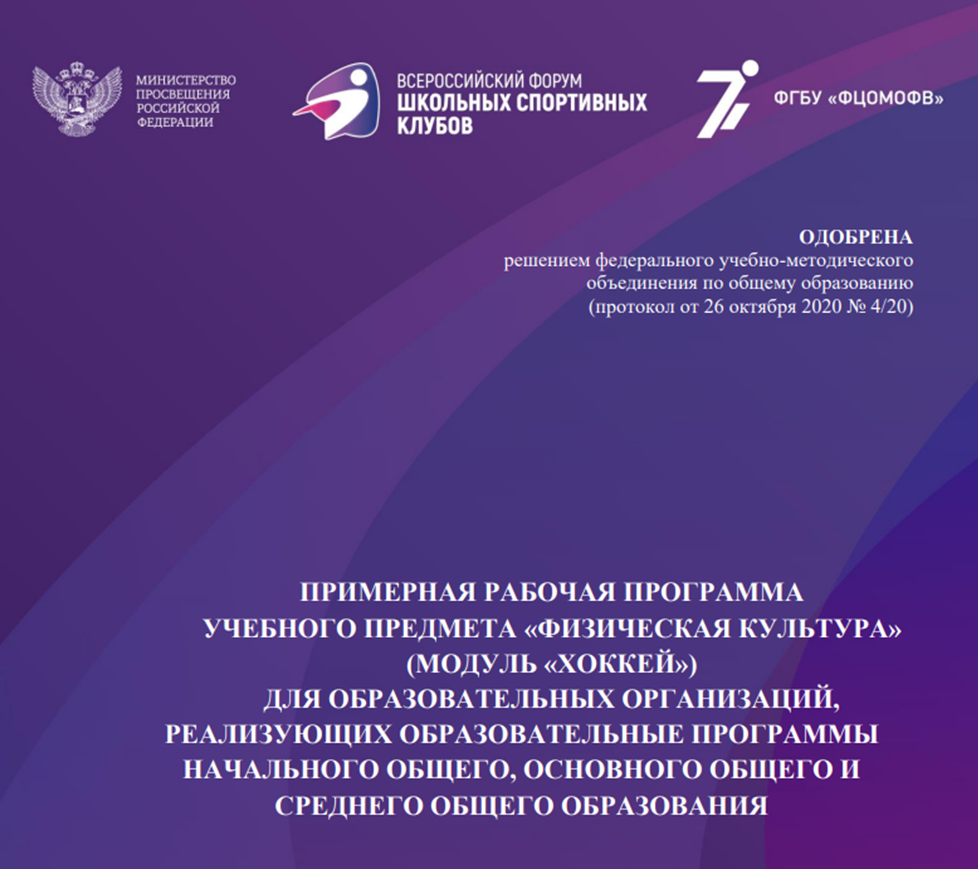 МИНИСТЕРСТВО
ПРОСВЕЩЕНИЯ
РОССИЙСКОЙ
ФЕДЕРАЦИИ
ВСЕРОССИЙСКИЙ ФОРУМ
ШКОЛЬНЫХ СПОРТИВНЫХ
КЛУБОВ
ФГБУ «ФЦОМОФВ»
ОДОБРЕНА
решением федерального учебно-методического
объединения по общему образованию
(протокол от 26 октября 2020 № 4/20)
ПРИМЕРНАЯ РАБОЧАЯ ПРОГРАММА
УЧЕБНОГО ПРЕДМЕТА «ФИЗИЧЕСКАЯ КУЛЬТУРА»
(МОДУЛЬ «ХОККЕЙ»)
ДЛЯ ОБРАЗОВАТЕЛЬНЫХ ОРГАНИЗАЦИЙ,
РЕАЛИЗУЮЩИХ ОБРАЗОВАТЕЛЬНЫЕ ПРОГРАММЫ
НАЧАЛЬНОГО ОБЩЕГО, ОСНОВНОГО ОБЩЕГО И
СРЕДНЕГО ОБЩЕГО ОБРАЗОВАНИЯ